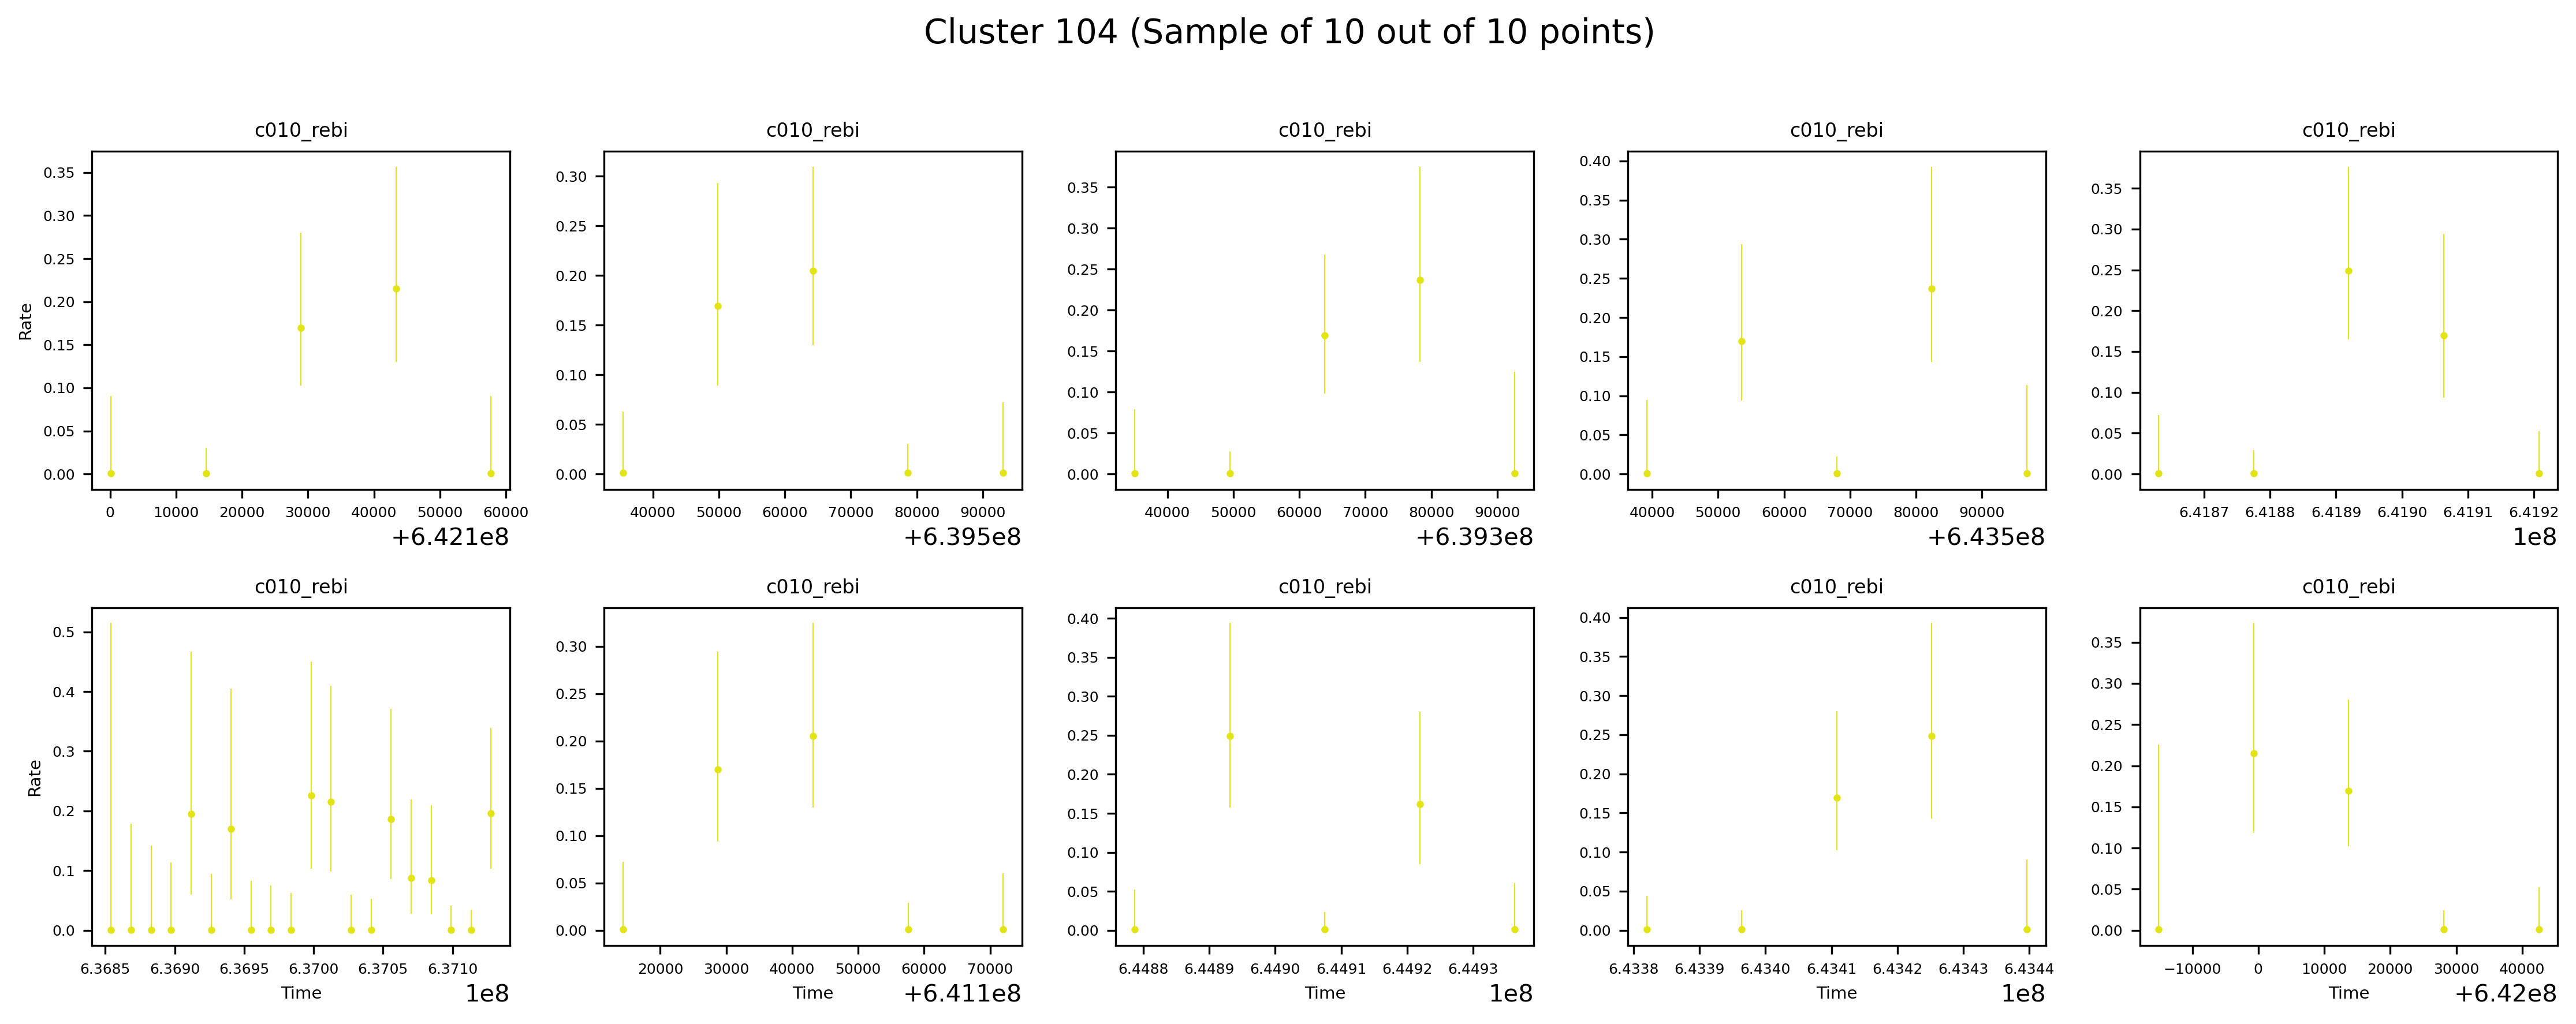 Cluster 104 (Sample of 10 out of 10 points)
c010_rebi c010_rebi c010_rebi c010_rebi c010_rebi
Rate
0.35 0.30 0.25 0.20 0.15 0.10 0.05 0.00
0 10000 20000 30000 40000 50000 60000
+6.421e8
0.30 0.25 0.20 0.15 0.10 0.05 0.00
40000 50000 60000 70000 80000 90000
+6.395e8
0.35 0.30 0.25 0.20 0.15 0.10 0.05 0.00
40000 50000 60000 70000 80000 90000
+6.393e8
0.40 0.35 0.30 0.25 0.20 0.15 0.10 0.05 0.00
40000 50000 60000 70000 80000 90000
+6.435e8
0.35 0.30 0.25 0.20 0.15 0.10 0.05 0.00
6.4187 6.4188 6.4189 6.4190 6.4191 6.4192
1e8
c010_rebi c010_rebi c010_rebi c010_rebi c010_rebi
Rate
0.5 0.4 0.3 0.2 0.1 0.0
6.3685 6.3690 6.3695 6.3700 6.3705 6.3710
Time 1e8
0.30 0.25 0.20 0.15 0.10 0.05 0.00
20000 30000 40000 50000 60000 70000
Time +6.411e8
0.40 0.35 0.30 0.25 0.20 0.15 0.10 0.05 0.00
6.4488 6.4489 6.4490 6.4491 6.4492 6.4493
Time 1e8
0.40 0.35 0.30 0.25 0.20 0.15 0.10 0.05 0.00
6.4338 6.4339 6.4340 6.4341 6.4342 6.4343 6.4344
Time 1e8
0.35 0.30 0.25 0.20 0.15 0.10 0.05 0.00
−10000 0 10000 20000 30000 40000
Time +6.42e8